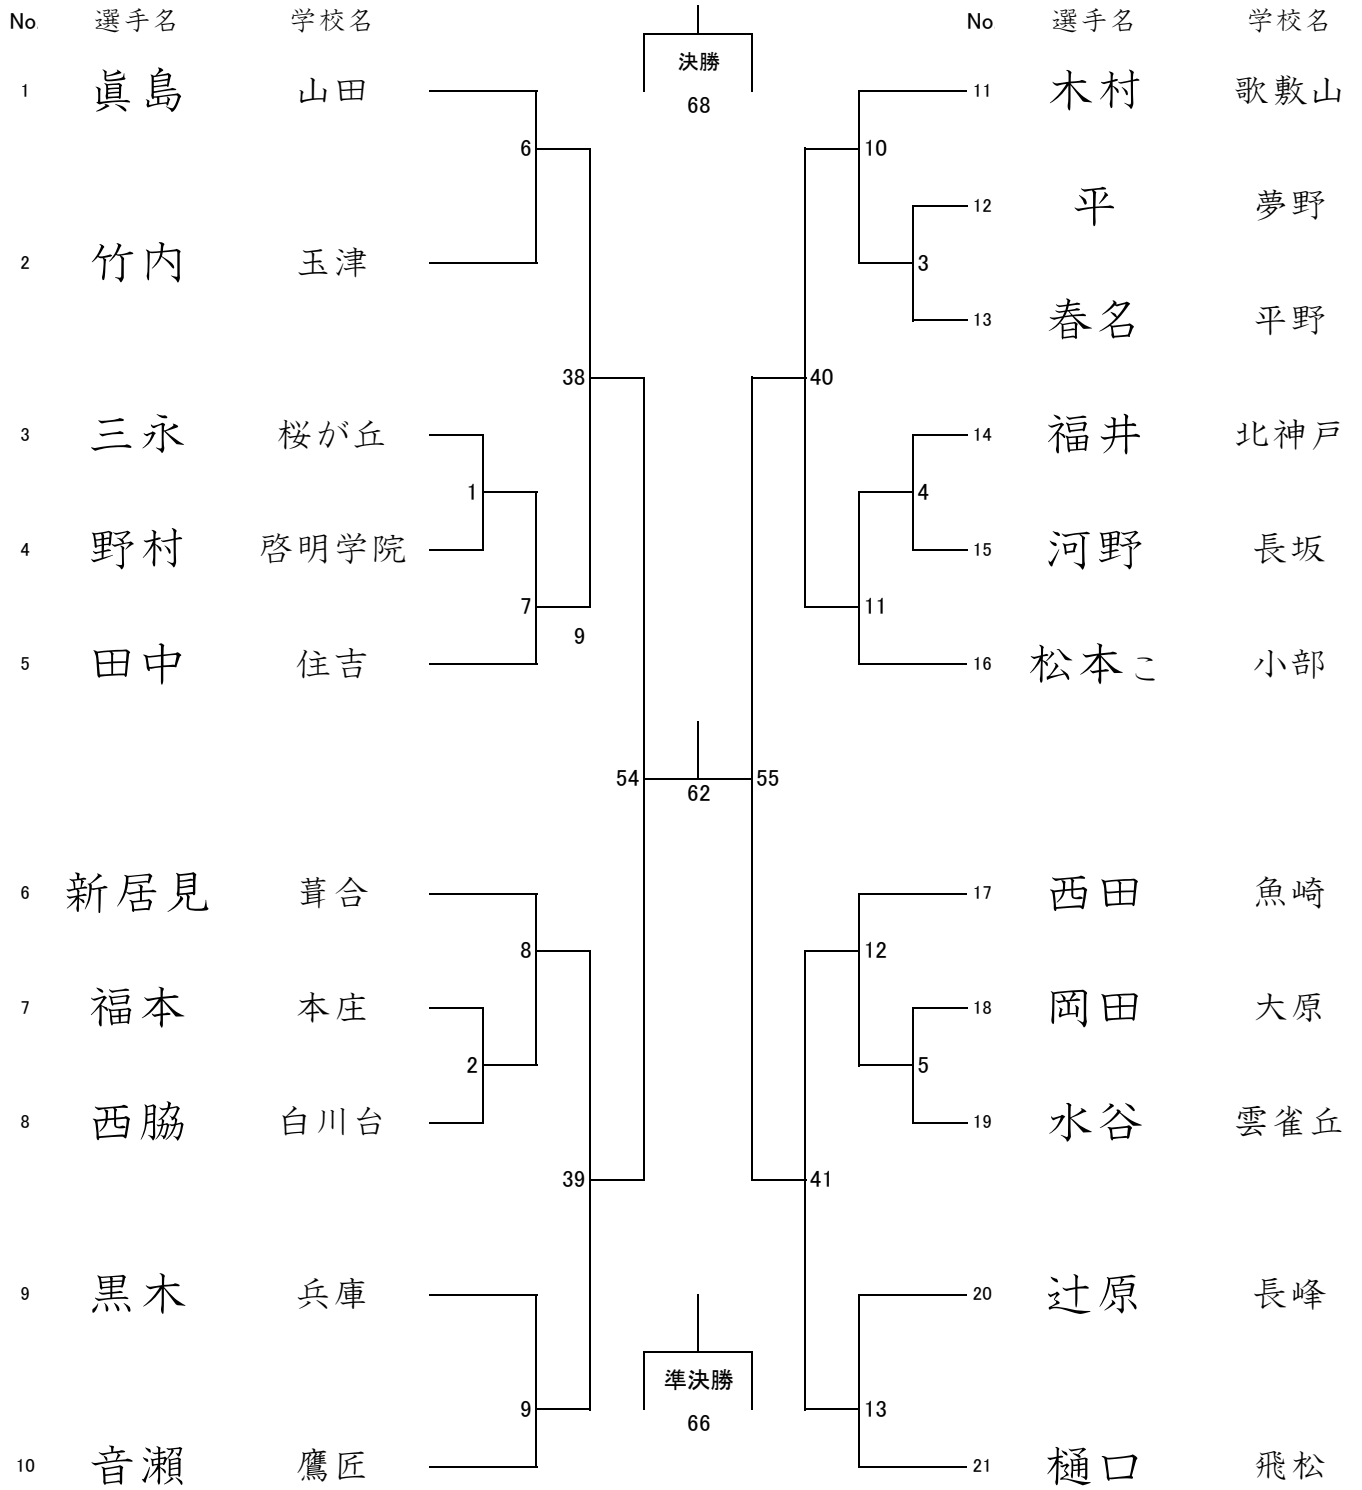 No. 選手名 学校名 No 選手名 学校名
決勝
1 眞島 山田 11 木村 歌敷山
68
6 10
12 平 夢野
2 竹内 玉津 3
13 春名 平野
38 40
3 三永 桜が丘 14 福井 北神戸
1 4
4 野村 啓明学院 15 河野 長坂
7 11
9
5 田中 住吉 16 松本こ 小部
54 55
62
6 新居見 葺合 17 西田 魚崎
8 12
7 福本 本庄 18 岡田 大原
2 5
8 西脇 白川台 19 水谷 雲雀丘
39 41
9 黒木 兵庫 20 辻原 長峰
準決勝
9 13
66
10 音瀬 鷹匠 21 樋口 飛松